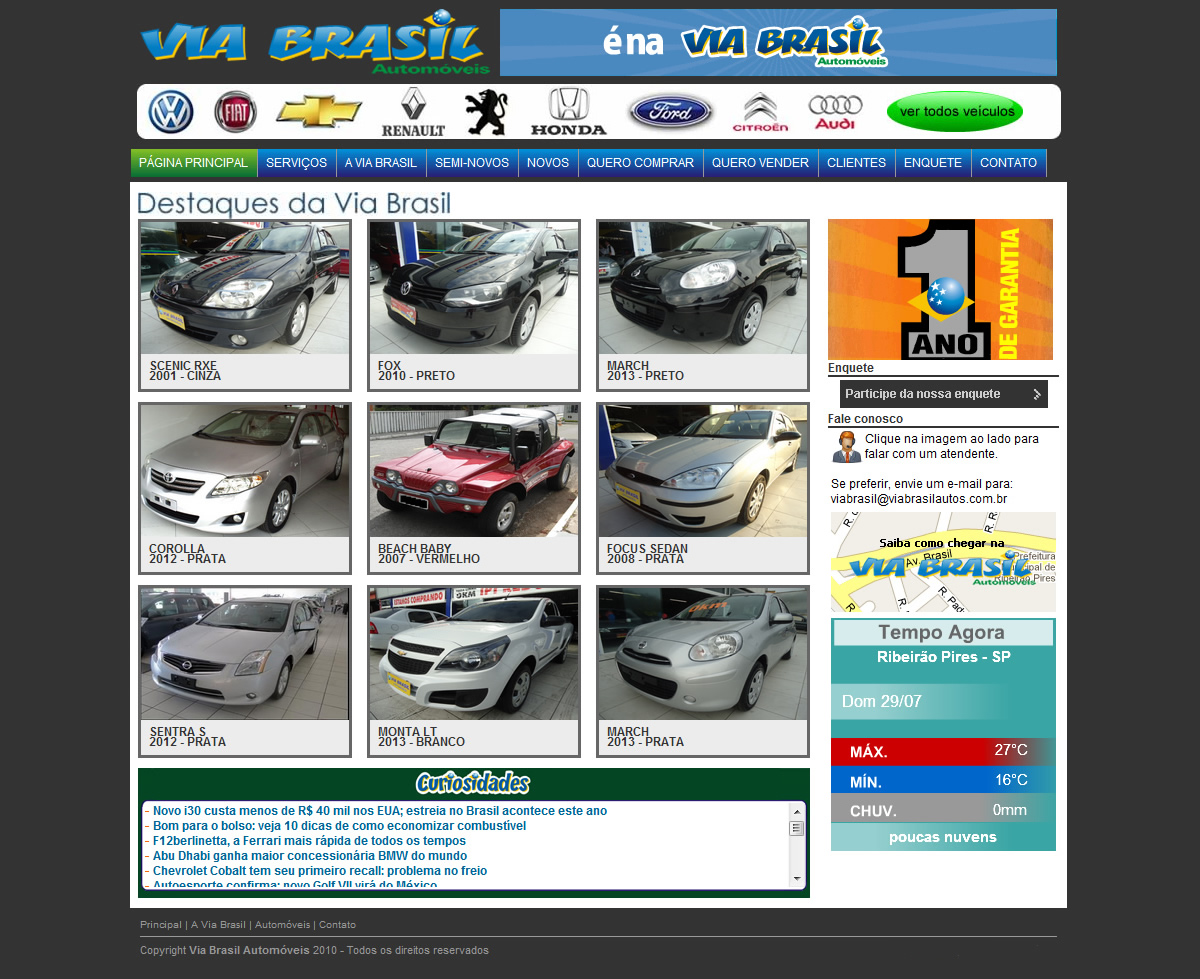 VIA BRASIL
Automóveis
é na VIA BRASIL
Automóveis
RENAULT
HONDA
Ford
CITROËN
Audi
FIAT
ver todos veículos
PÁGINA PRINCIPAL
SERVIÇOS
A VIA BRASIL
SEMI-NOVOS
NOVOS
QUERO COMPRAR
QUERO VENDER
CLIENTES
ENQUETE
CONTATO
Destaques da Via Brasil
SCENIC RXE
2001 - CINZA
FOX
2010 - PRETO
MARCH
2013 - PRETO
COROLLA
2012 - PRATA
BEACH BABY
2007 - VERMELHO
FOCUS SEDAN
2008 - PRATA
SENTRA S
2012 - PRATA
MONTA LT
2013 - BRANCO
MARCH
2013 - PRATA
1
ANO
DE GARANTIA
Enquete
Participe da nossa enquete
Fale conosco
Clique na imagem ao lado para
falar com um atendente.
Se preferir, envie um e-mail para:
viabrasil@viabrasilautos.com.br
Saiba como chegar na
Av. Brasil
VIA BRASIL
Automóveis
Prefeitura
Ribeirão Pires
R. Pad
Tempo Agora
Ribeirão Pires - SP
Dom 29/07
MÁX. 27°C
MÍN. 16°C
CHUV. 0mm
poucas nuvens
Curiosidades
- Novo i30 custa menos de R$ 40 mil nos EUA; estreia no Brasil acontece este ano
- Bom para o bolso: veja 10 dicas de como economizar combustível
- F12berlinetta, a Ferrari mais rápida de todos os tempos
- Abu Dhabi ganha maior concessionária BMW do mundo
- Chevrolet Cobalt tem seu primeiro recall: problema no freio
- Autoesporte confirma: novo Golf VII virá do México
Principal | A Via Brasil | Automóveis | Contato
Copyright Via Brasil Automóveis 2010 - Todos os direitos reservados